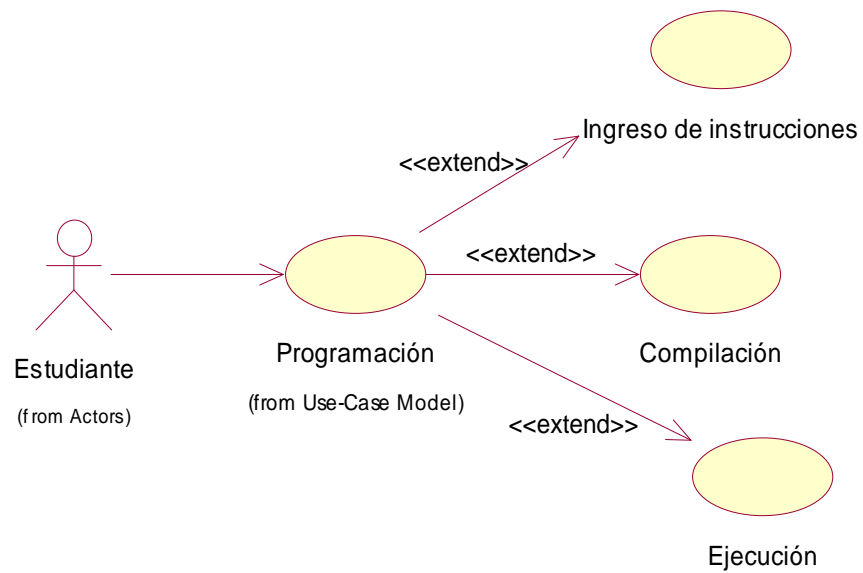 Ingreso de instrucciones
<<extend>>
<<extend>>
Estudiante
(from Actors)
Programación
(from Use-Case Model)
Compilación
<<extend>>
Ejecución